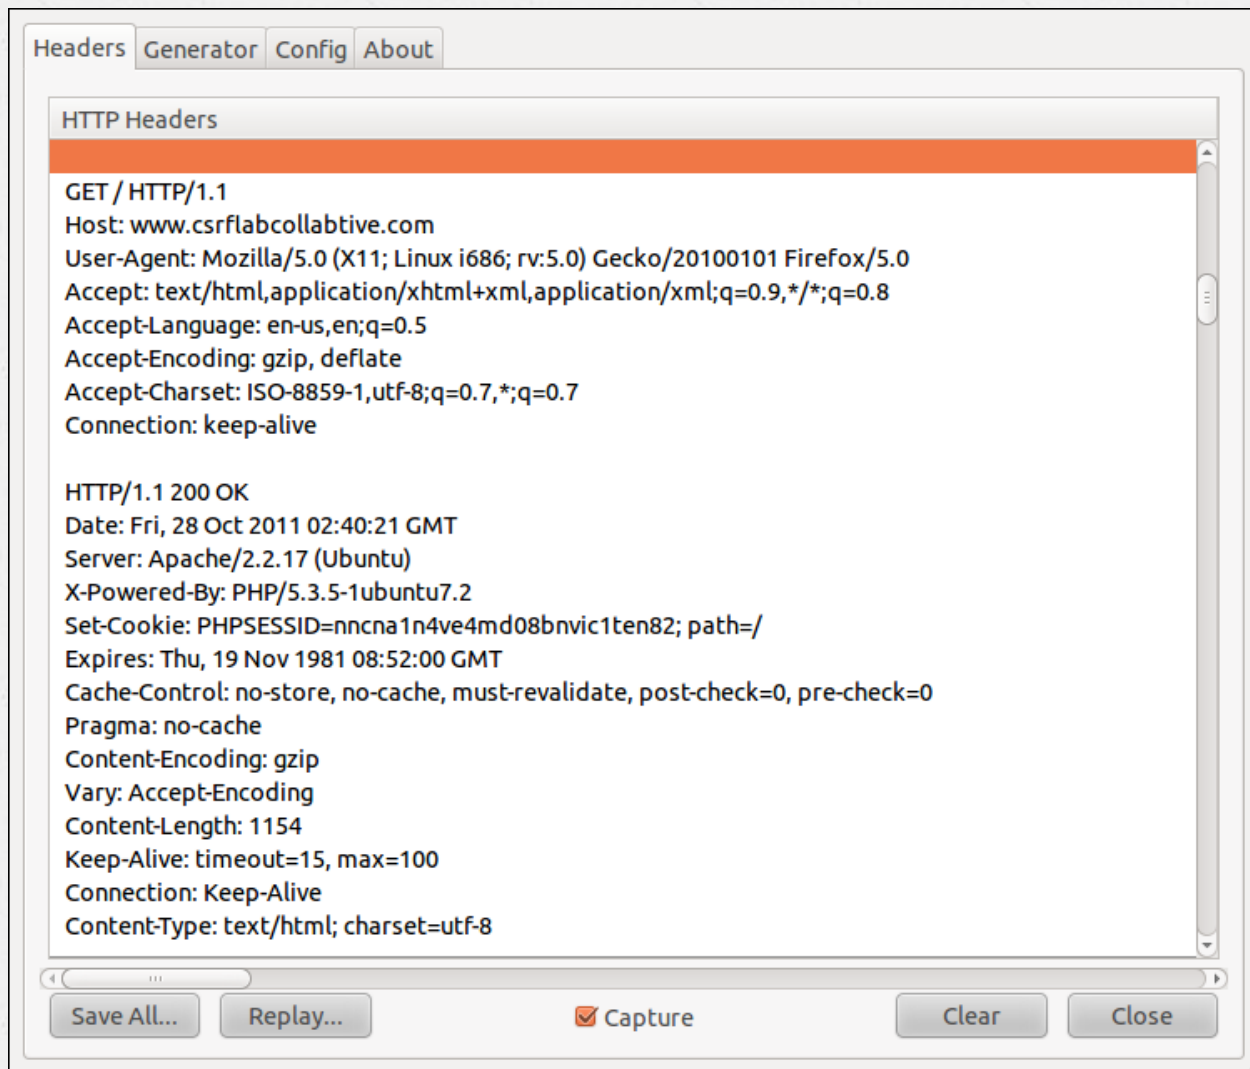 Headers Generator Config About
HTTP Headers
GET / HTTP/1.1
Host: www.csrflabcollabtive.com
User-Agent: Mozilla/5.0 (X11; Linux i686; rv:5.0) Gecko/20100101 Firefox/5.0
Accept: text/html,application/xhtml+xml,application/xml;q=0.9,*/*;q=0.8
Accept-Language: en-us,en;q=0.5
Accept-Encoding: gzip, deflate
Accept-Charset: ISO-8859-1,utf-8;q=0.7,*;q=0.7
Connection: keep-alive
HTTP/1.1 200 OK
Date: Fri, 28 Oct 2011 02:40:21 GMT
Server: Apache/2.2.17 (Ubuntu)
X-Powered-By: PHP/5.3.5-1ubuntu7.2
Set-Cookie: PHPSESSID=nncna1n4ve4md08bnvic1ten82; path=/
Expires: Thu, 19 Nov 1981 08:52:00 GMT
Cache-Control: no-store, no-cache, must-revalidate, post-check=0, pre-check=0
Pragma: no-cache
Content-Encoding: gzip
Vary: Accept-Encoding
Content-Length: 1154
Keep-Alive: timeout=15, max=100
Connection: Keep-Alive
Content-Type: text/html; charset=utf-8
Save All... Replay... Capture Clear Close